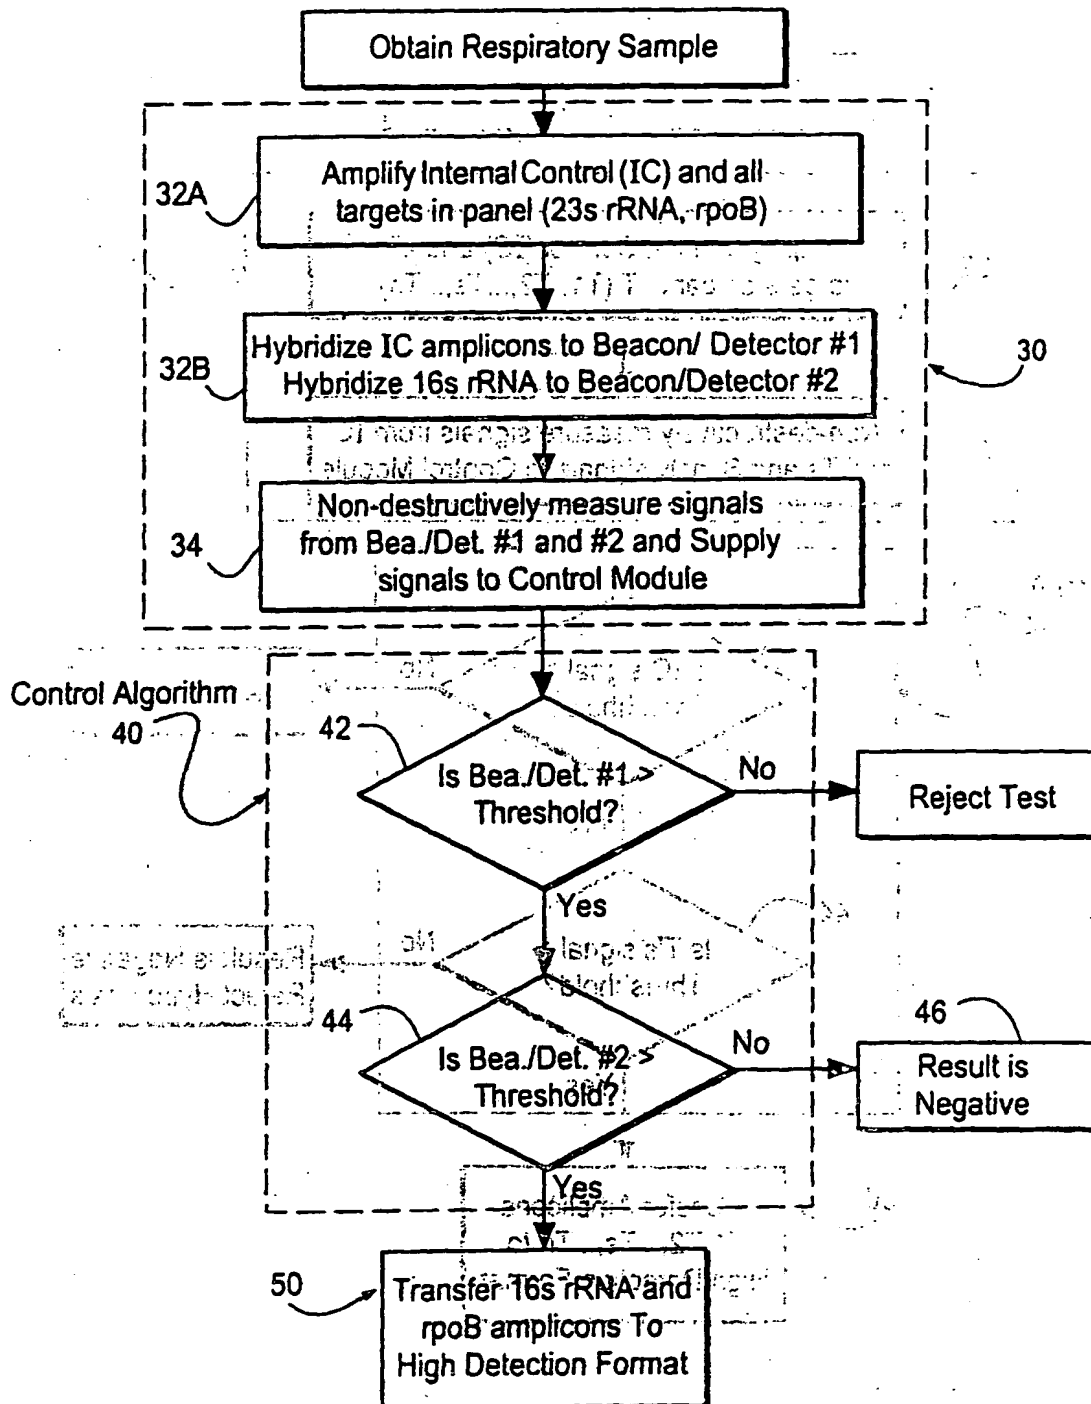 Obtain Respiratory Sample
32A
Amplify Internal Control (IC) and all
targets in panel (23s rRNA, rpoB)
32B
Hybridize IC amplicons to Beacon/ Detector #1
Hybridize 16s rRNA to Beacon/Detector #2
30
34
Non-destructively measure signals
from Bea./Det. #1 and #2 and Supply
signals to Control Module
Control Algorithm
40
42
Is Bea./Det. #1 >
Threshold?
No
Reject Test
Yes
44
Is Bea./Det. #2 >
Threshold?
No
46
Result is
Negative
Yes
50
Transfer 16s rRNA and
rpoB amplicons To
High Detection Format